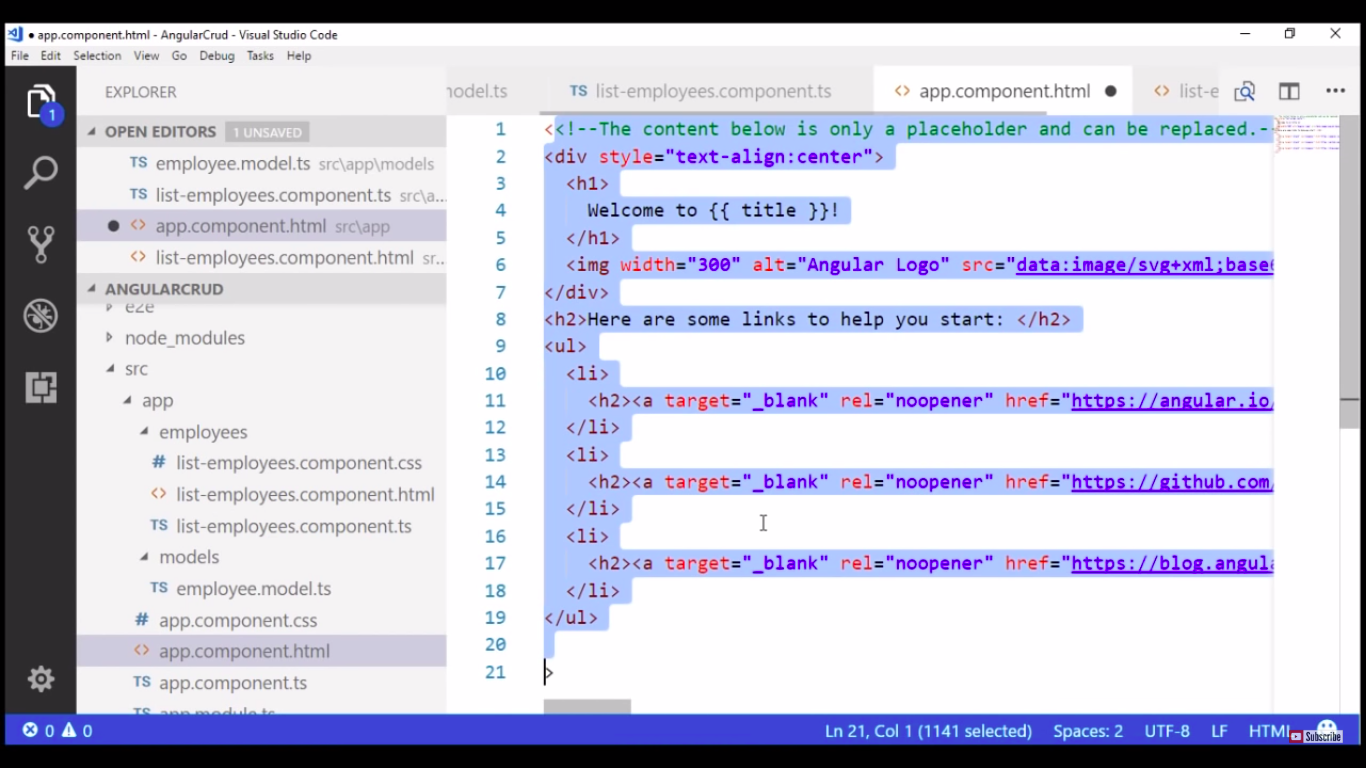 app.component.html - AngularCrud - Visual Studio Code
File Edit Selection View Go Debug Tasks Help
EXPLORER
nodel.ts
TS list-employees.component.ts
<> app.component.html ●
<> list-e
1
OPEN EDITORS 1 UNSAVED
TS employee.model.ts src\app\models
TS list-employees.component.ts src\a...
● <> app.component.html src\app
<> list-employees.component.html sr...
ANGULARCRUD
e2e
node_modules
src
app
employees
# list-employees.component.css
<> list-employees.component.html
TS list-employees.component.ts
models
TS employee.model.ts
# app.component.css
<> app.component.html
TS app.component.ts
TS app.module.ts
1 <<!--The content below is only a placeholder and can be replaced.-
2 <div style="text-align:center">
3 <h1>
4 Welcome to {{ title }}!
5 </h1>
6 <img width="300" alt="Angular Logo" src="data:image/svg+xml;base6
7 </div>
8 <h2>Here are some links to help you start: </h2>
9 <ul>
10 <li>
11 <h2><a target="_blank" rel="noopener" href="https://angular.io/
12 </li>
13 <li>
14 <h2><a target="_blank" rel="noopener" href="https://github.com/
15 </li>
16 <li>
17 <h2><a target="_blank" rel="noopener" href="https://blog.angula
18 </li>
19 </ul>
20
21 >
0 0 Ln 21, Col 1 (1141 selected) Spaces: 2 UTF-8 LF HTML
Subscribe